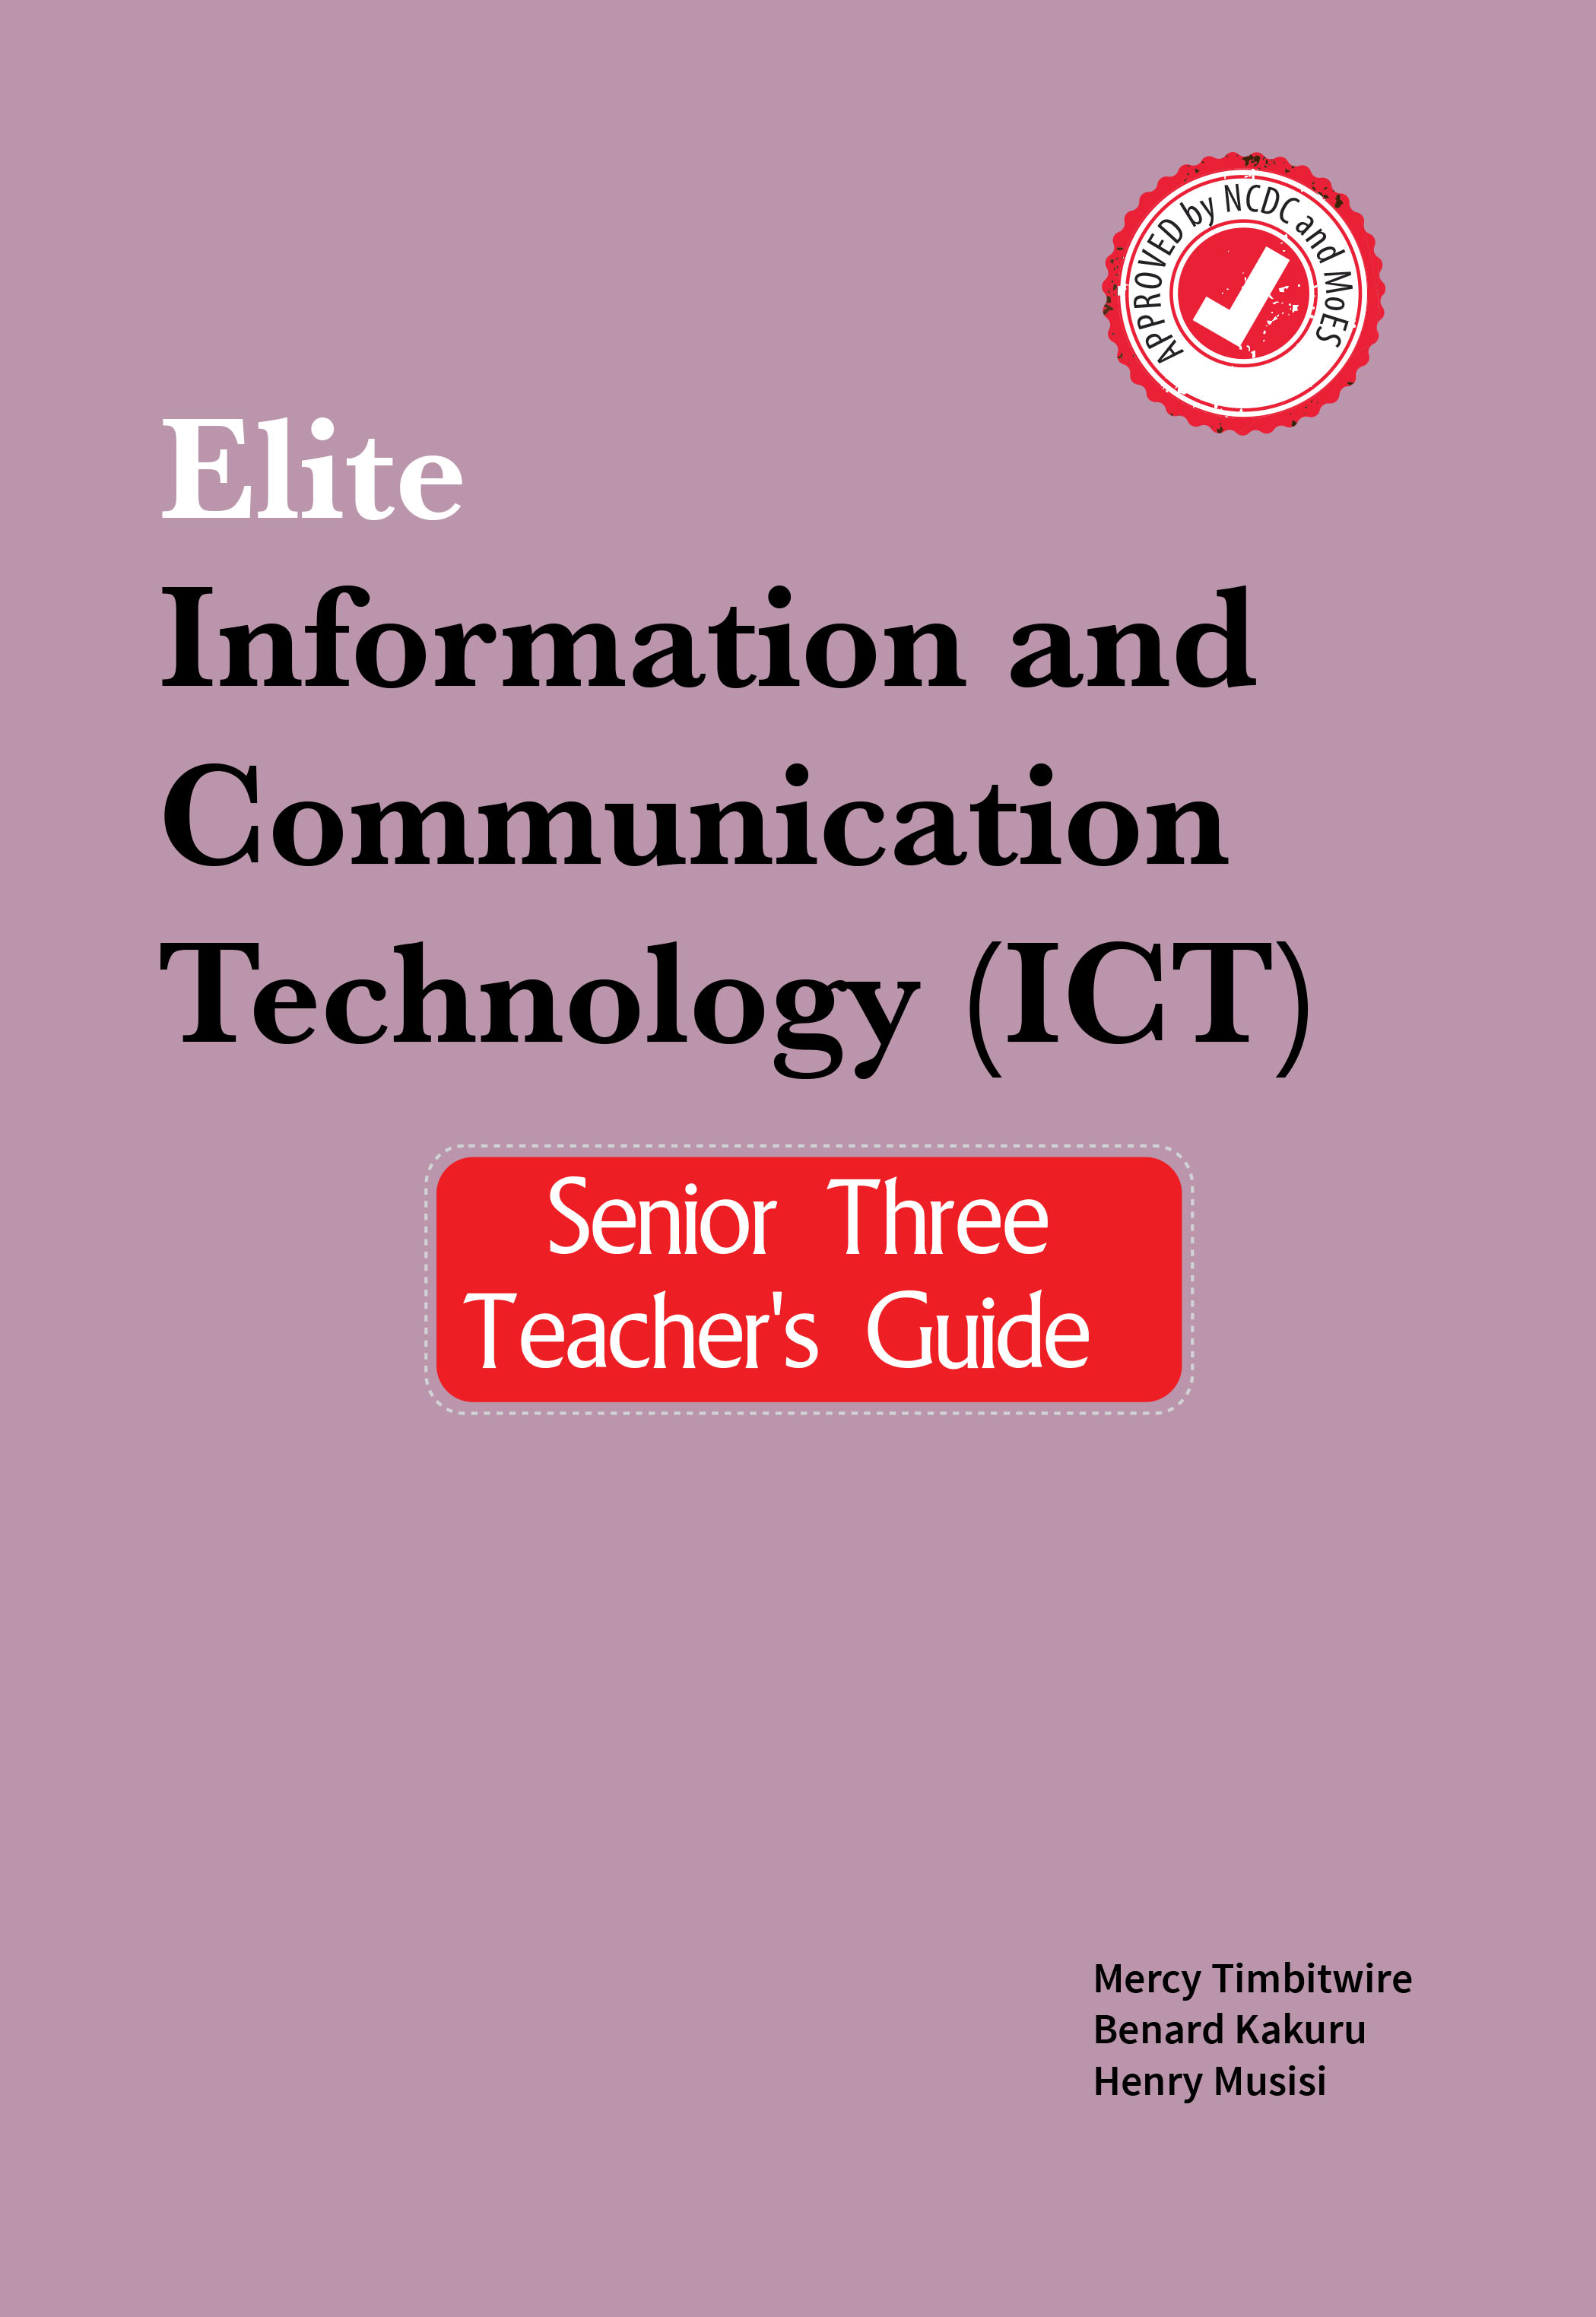 APPROVED by NCDC and MoES
Elite
Information and
Communication
Technology (ICT)
Senior Three
Teacher's Guide
Mercy Timbitwire
Benard Kakuru
Henry Musisi